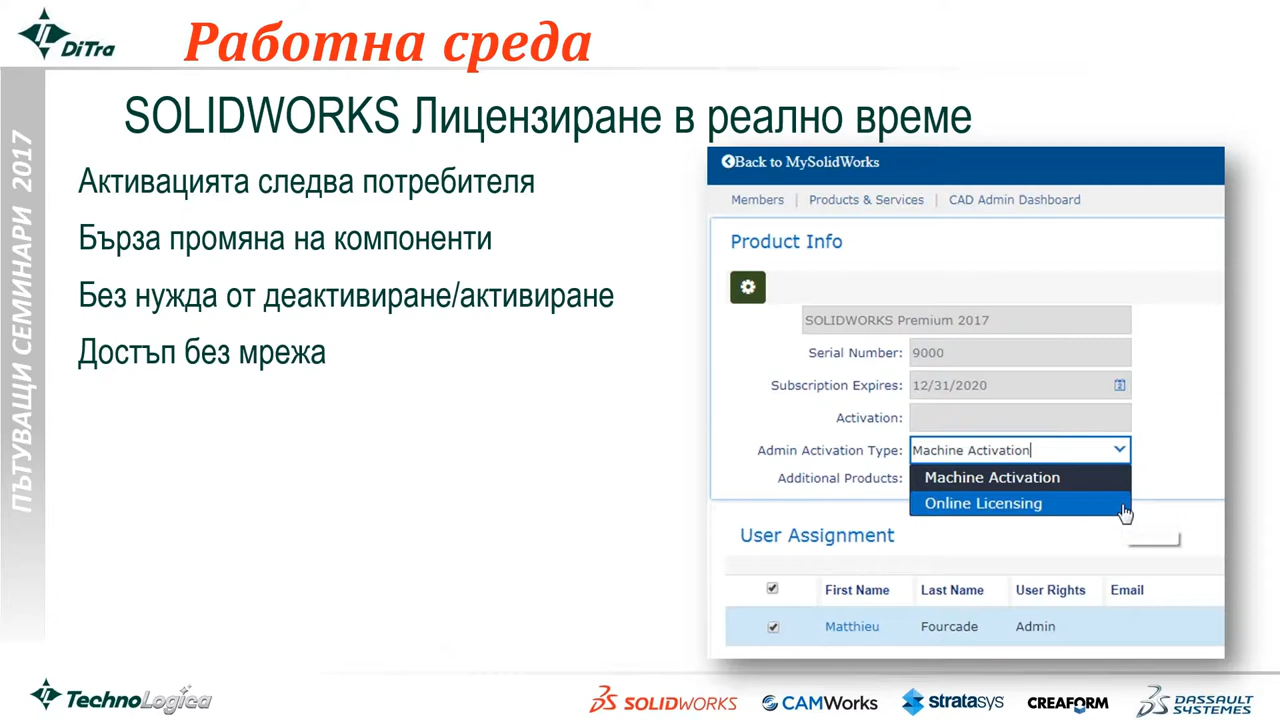 DiTra
Работна среда
ПЪТУВАЩИ СЕМИНАРИ 2017
SOLIDWORKS Лицензиране в реално време
Активацията следва потребителя
Бърза промяна на компоненти
Без нужда от деактивиране/активиране
Достъп без мрежа
Back to MySolidWorks
Members | Products & Services | CAD Admin Dashboard
Product Info
SOLIDWORKS Premium 2017
Serial Number: 9000
Subscription Expires: 12/31/2020
Activation:
Admin Activation Type: Machine Activation
Additional Products: Machine Activation
Online Licensing
User Assignment
First Name Last Name User Rights Email
Matthieu Fourcade Admin
TechnoLogica
SOLIDWORKS CAMWorks stratasys CREAFORM DASSAULT SYSTEMES